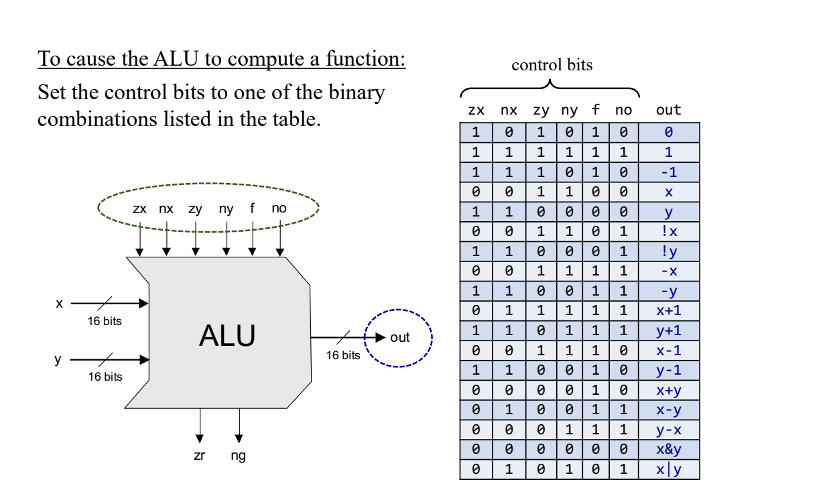 To cause the ALU to compute a function:
Set the control bits to one of the binary
combinations listed in the table.
zx nx zy ny f no
x
16 bits
y
16 bits
ALU
16 bits
out
zr ng
control bits
zx nx zy ny f no out
1 0 1 0 1 0 0
1 1 1 1 1 1 1
1 1 1 0 1 0 -1
0 0 1 1 0 0 x
1 1 0 0 0 0 y
0 0 1 1 0 1 !x
1 1 0 0 0 1 !y
0 0 1 1 1 1 -x
1 1 0 0 1 1 -y
0 1 1 1 1 1 x+1
1 1 0 1 1 1 y+1
0 0 1 1 1 0 x-1
1 1 0 0 1 0 y-1
0 0 0 0 1 0 x+y
0 1 0 0 1 1 x-y
0 0 0 1 1 1 y-x
0 0 0 0 0 0 x&y
0 1 0 1 0 1 x|y